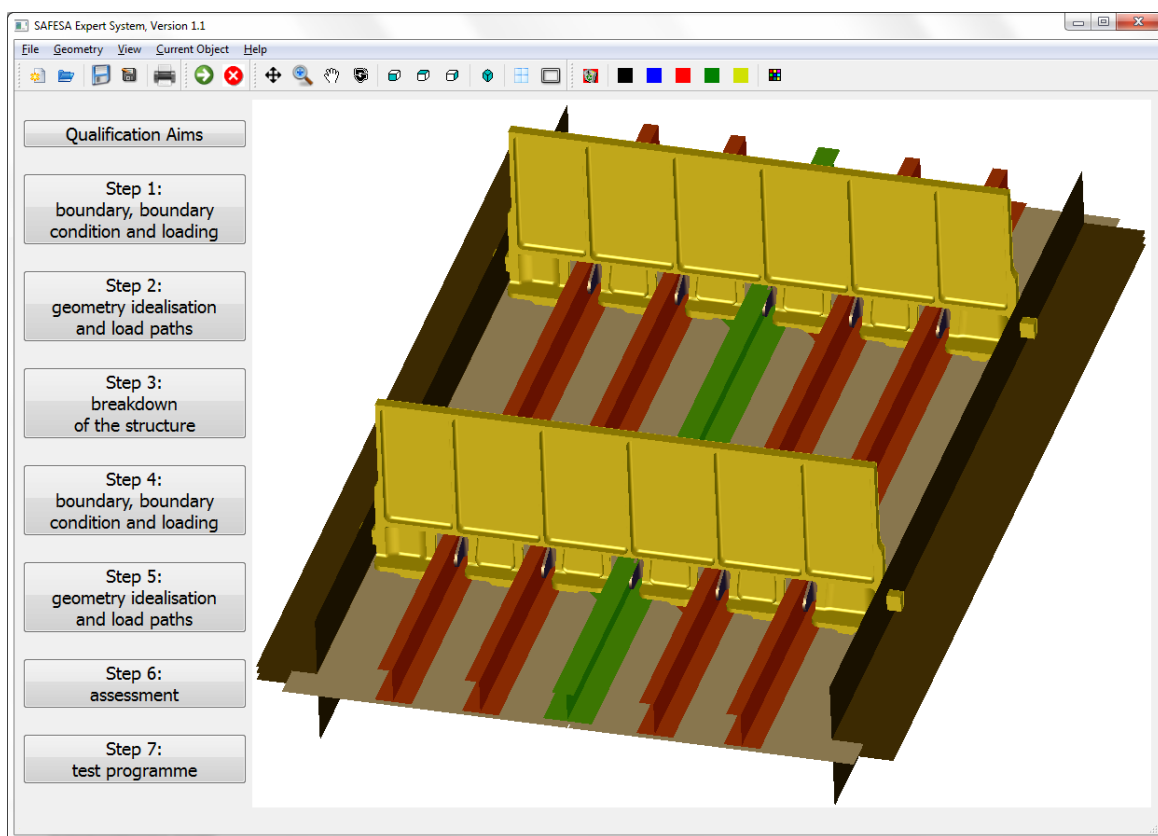 SAFESA Expert System, Version 1.1
File Geometry View Current Object Help
Qualification Aims
Step 1:
boundary, boundary
condition and loading
Step 2:
geometry idealisation
and load paths
Step 3:
breakdown
of the structure
Step 4:
boundary, boundary
condition and loading
Step 5:
geometry idealisation
and load paths
Step 6:
assessment
Step 7:
test programme